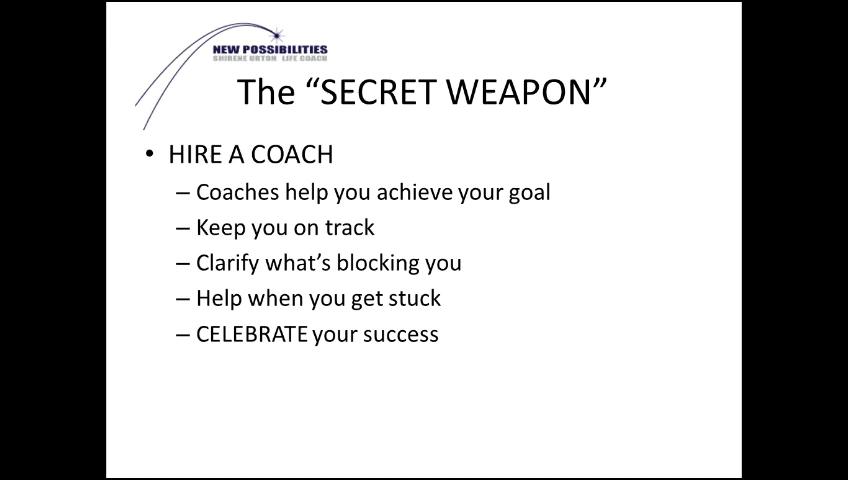 NEW POSSIBILITIES
SHIRENE URTON LIFE COACH
The “SECRET WEAPON”
• HIRE A COACH
– Coaches help you achieve your goal
– Keep you on track
– Clarify what’s blocking you
– Help when you get stuck
– CELEBRATE your success